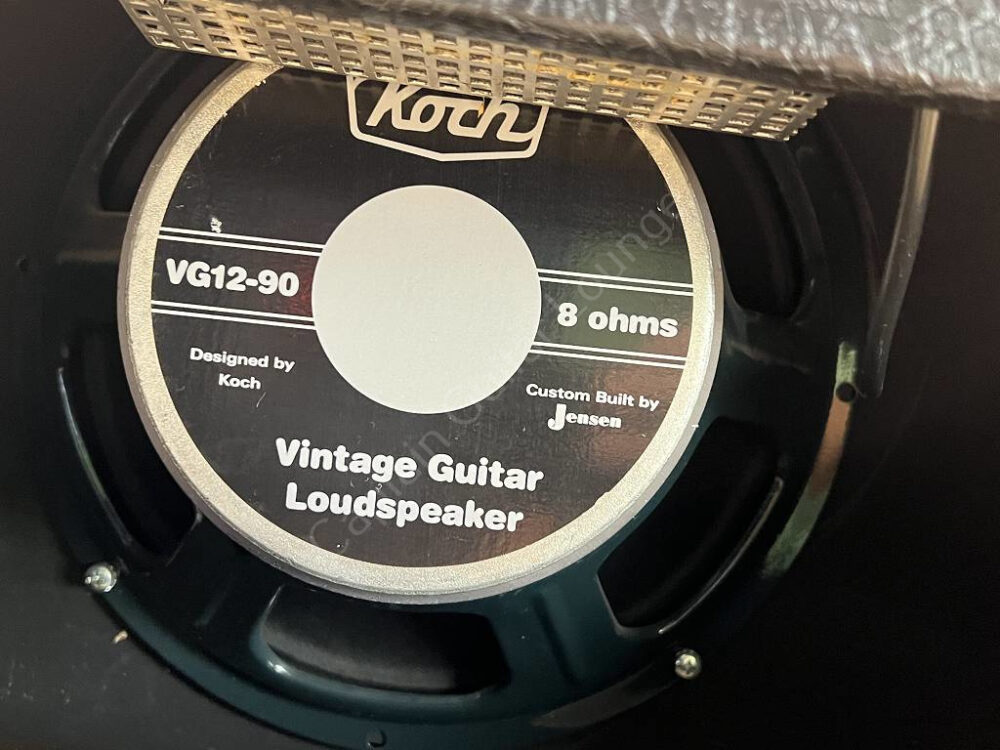 Koch
VG12-90
8 ohms
Designed by
Koch
Custom Built by
Jensen
Vintage Guitar
Loudspeaker